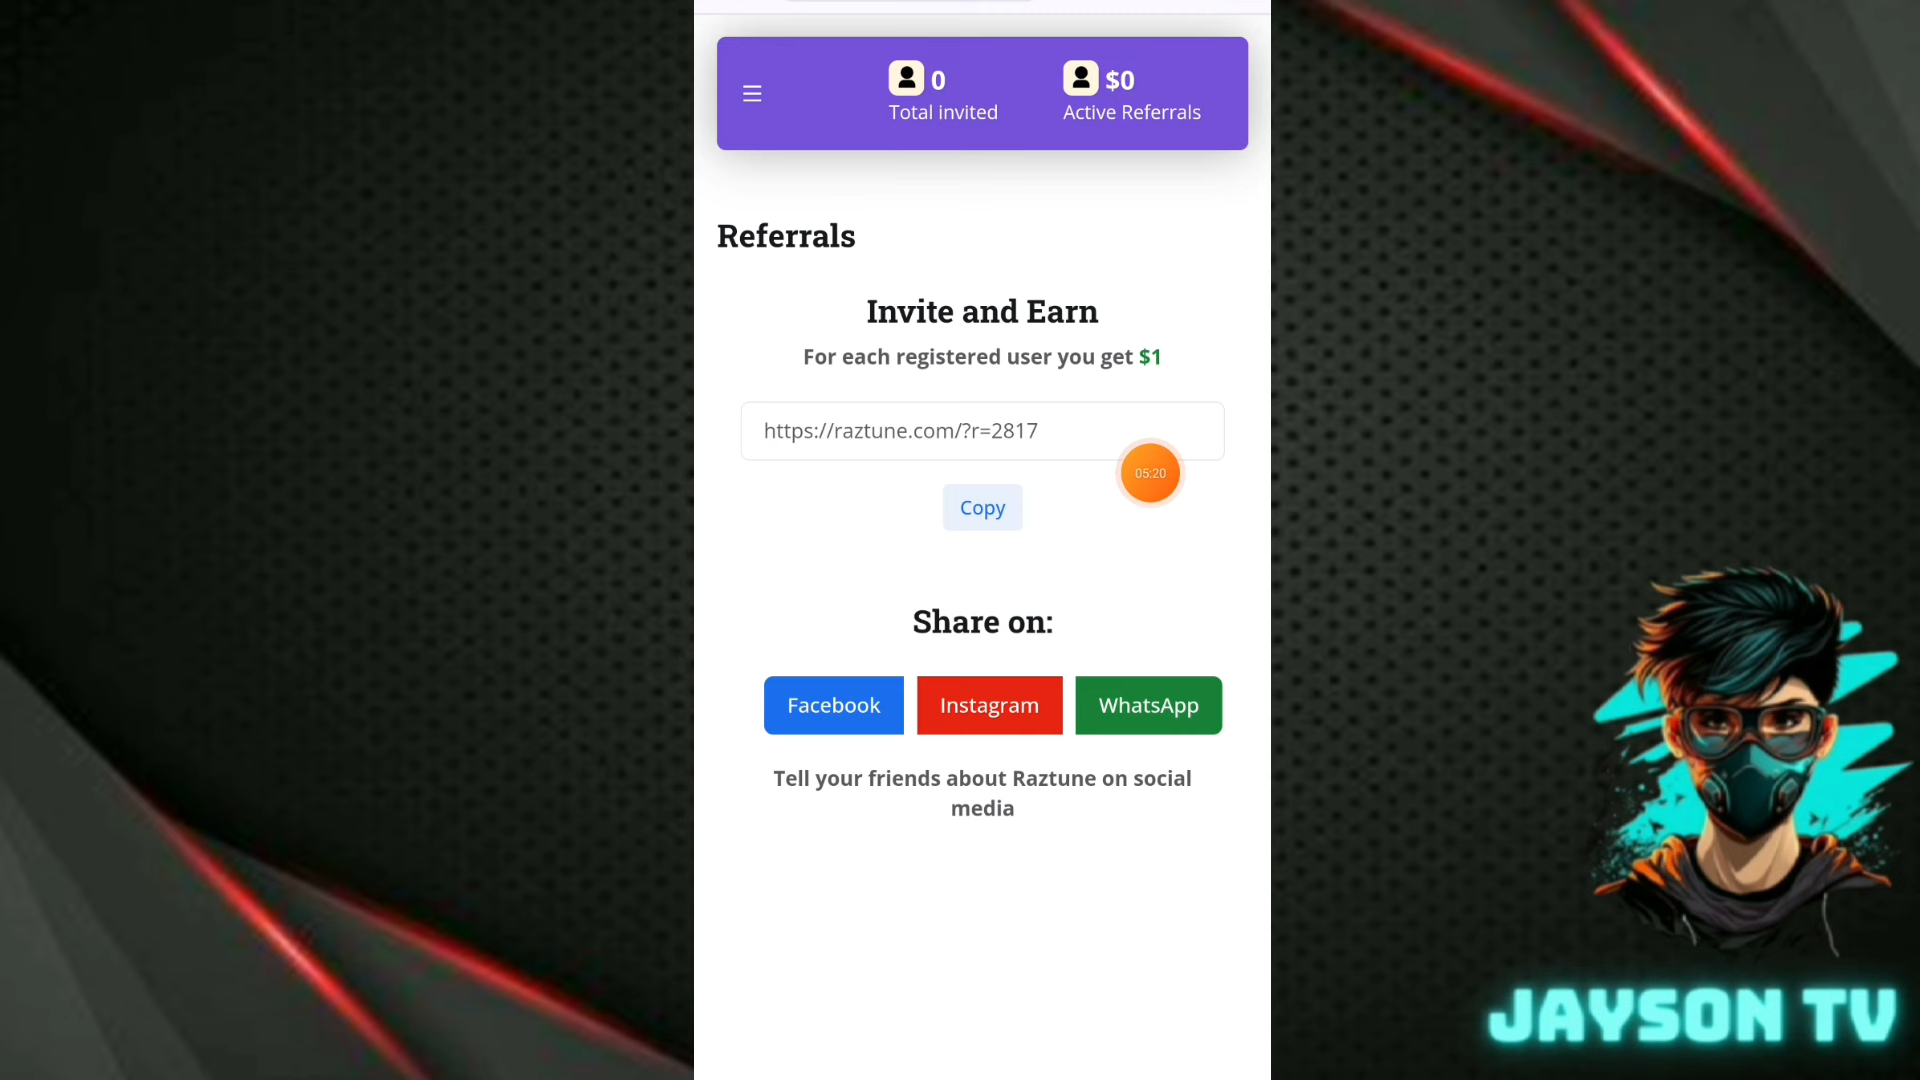 0
Total invited
$0
Active Referrals
Referrals
Invite and Earn
For each registered user you get $1
https://raztune.com/?r=2817
05:20
Copy
Share on:
Facebook
Instagram
WhatsApp
Tell your friends about Raztune on social
media
JAYSON TV